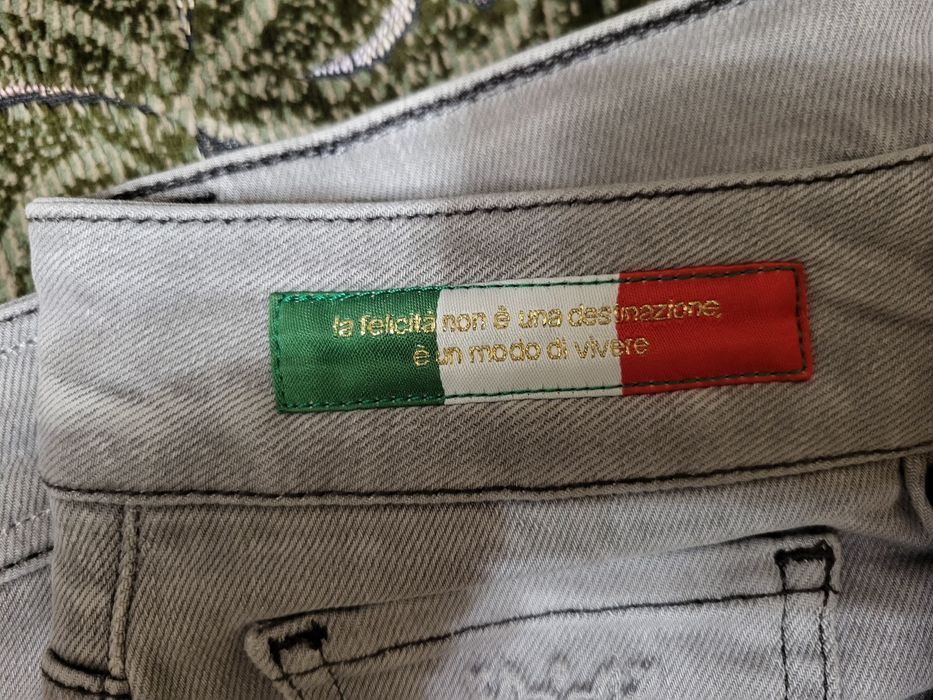 la felicità non è una destinazione,
è un modo di vivere